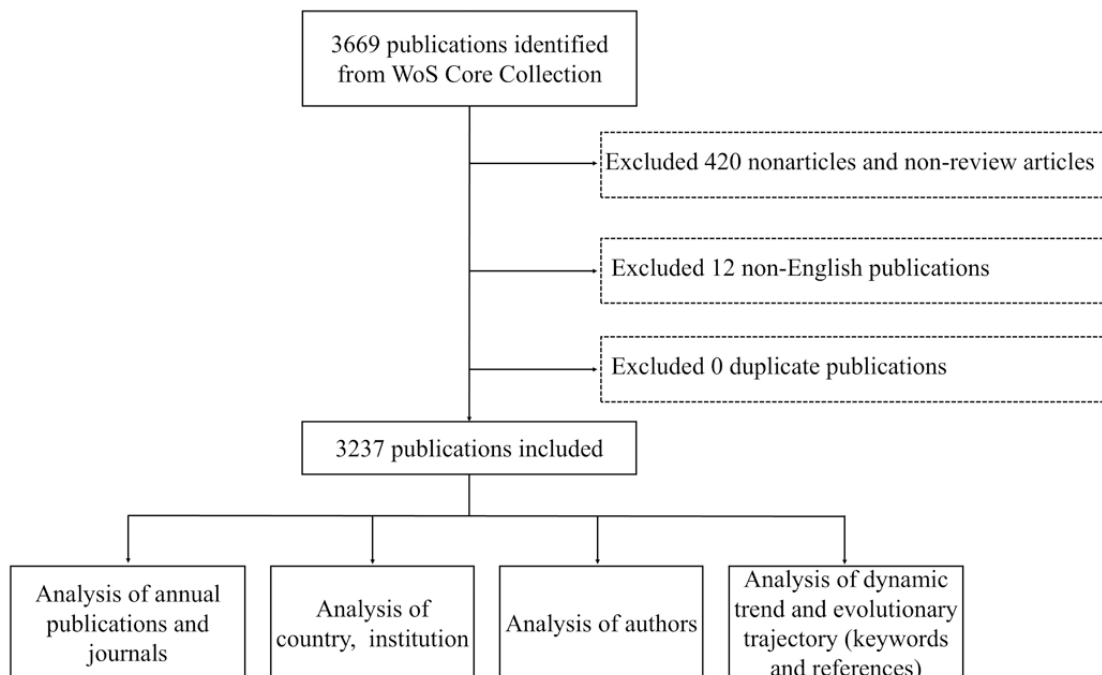 3669 publications identified
from WoS Core Collection
Excluded 420 nonarticles and non-review articles
Excluded 12 non-English publications
Excluded 0 duplicate publications
3237 publications included
Analysis of annual
publications and
journals
Analysis of
country, institution
Analysis of authors
Analysis of dynamic
trend and evolutionary
trajectory (keywords
and references)